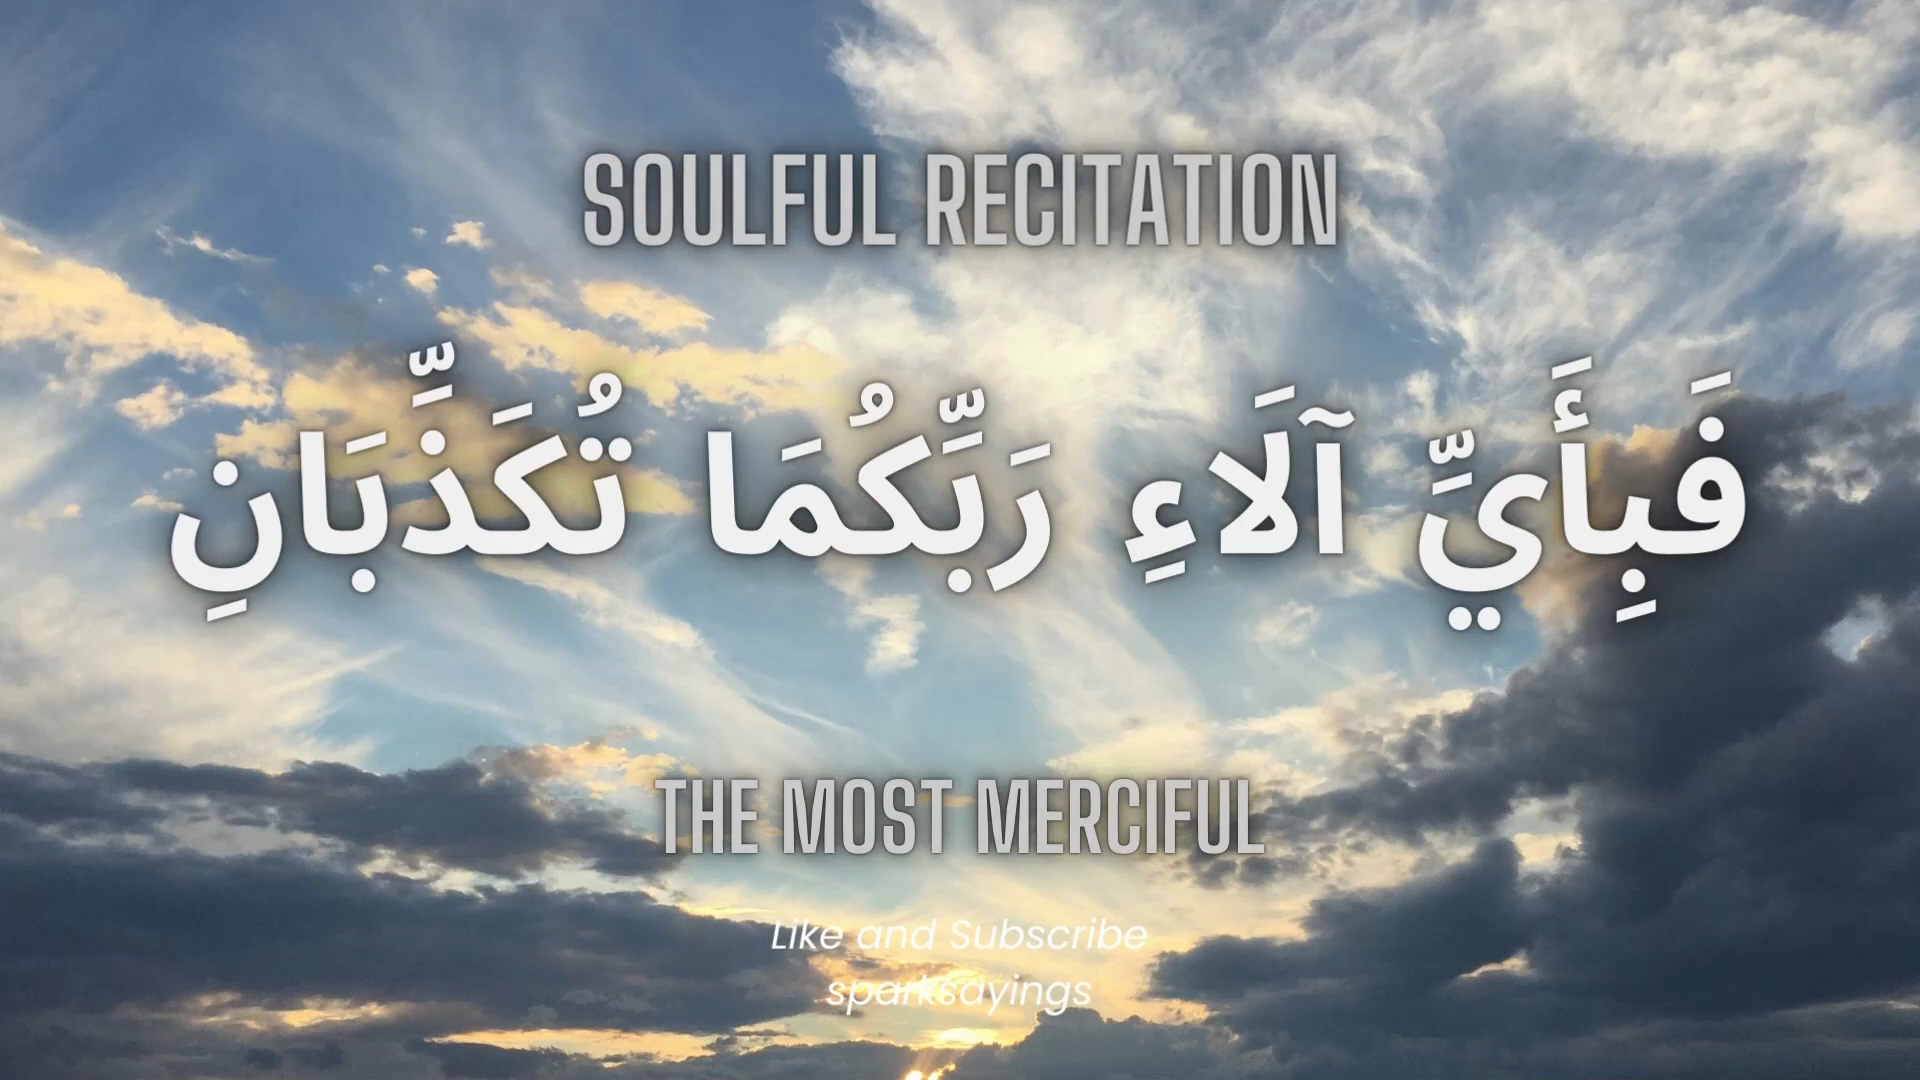 SOULFUL RECITATION
فَبِأَيِّ آلَاءِ رَبِّكُمَا تُكَذِّبَانِ
THE MOST MERCIFUL
Like and Subscribe
sparksayings